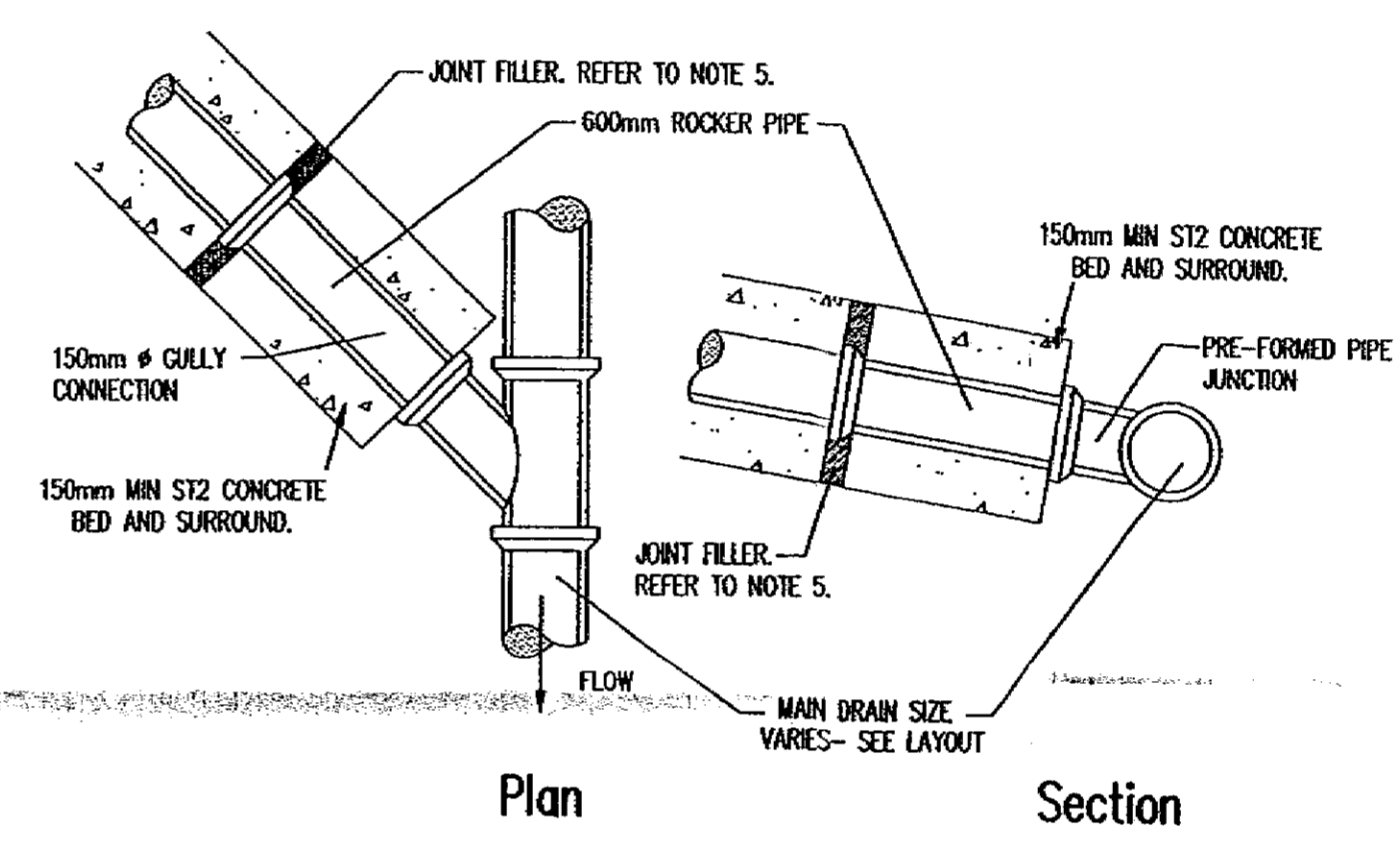 JOINT FILLER. REFER TO NOTE 5.
600mm ROCKER PIPE
150mm MIN ST2 CONCRETE
BED AND SURROUND.
PRE-FORMED PIPE
JUNCTION
150mm ø GULLY
CONNECTION
150mm MIN ST2 CONCRETE
BED AND SURROUND.
JOINT FILLER.
REFER TO NOTE 5.
FLOW
MAIN DRAIN SIZE
VARIES- SEE LAYOUT
Plan
Section